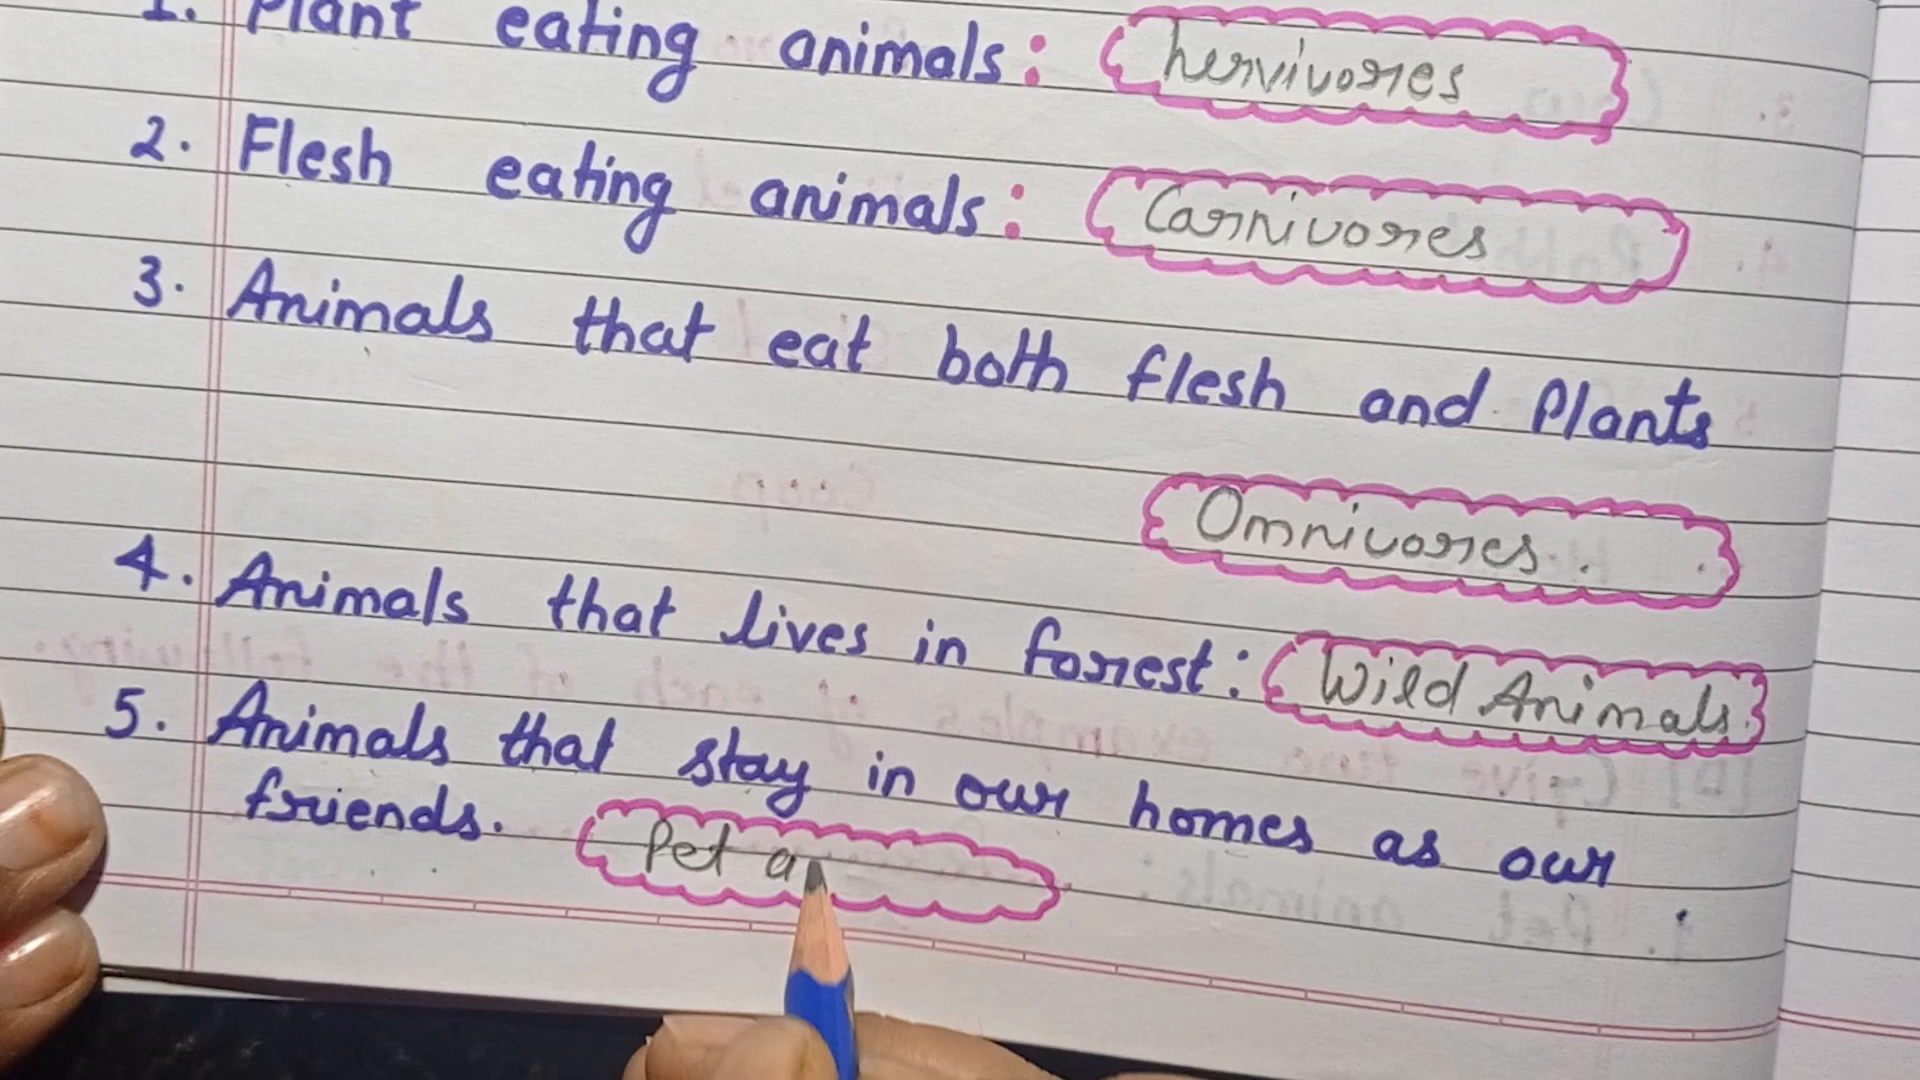 1. Plant eating animals: hervivores
2. Flesh eating animals: Carnivores
3. Animals that eat both flesh and Plants
Omnivores.
4. Animals that lives in forest: Wild Animals.
5. Animals that stay in our homes as our
friends. Pet a